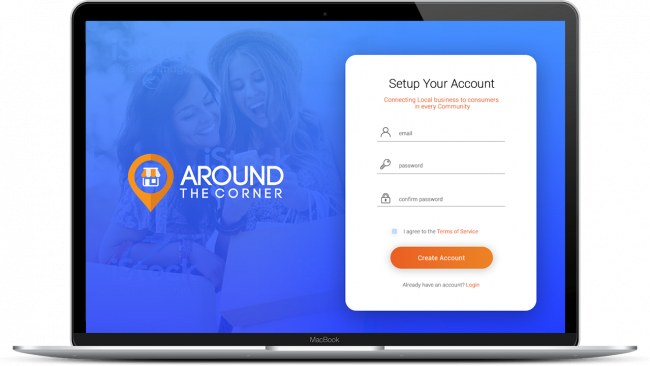 AROUND
THE CORNER
Setup Your Account
Connecting Local business to consumers
in every Community
email
password
confirm password
I agree to the Terms of Service
Create Account
Already have an account? Login
MacBook